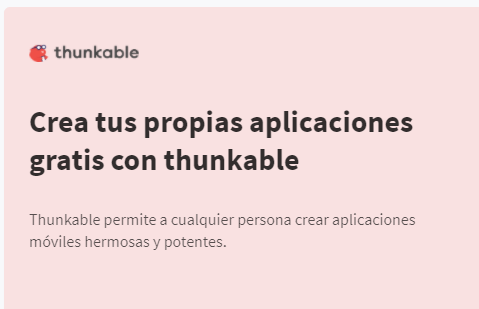 thunkable
Crea tus propias aplicaciones
gratis con thunkable
Thunkable permite a cualquier persona crear aplicaciones
móviles hermosas y potentes.